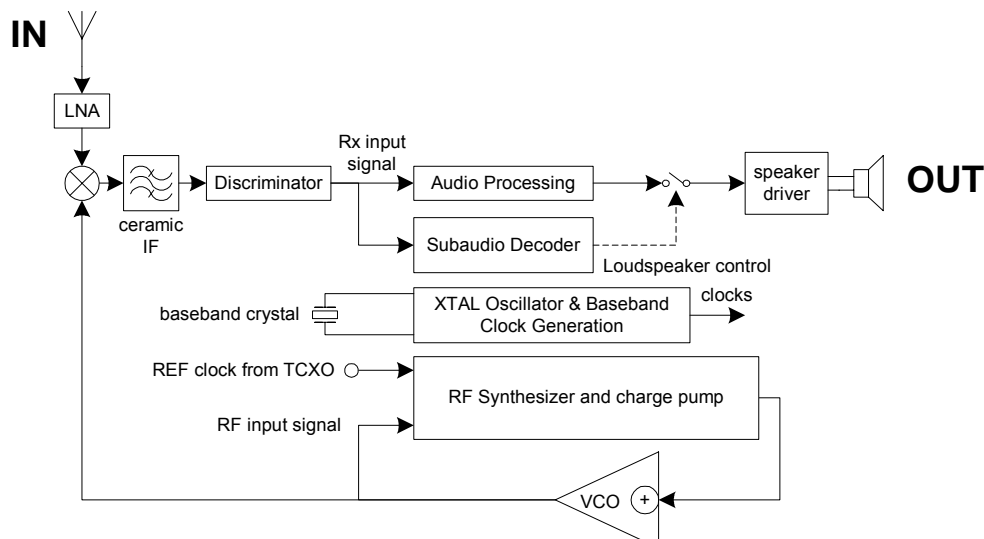 IN
LNA
ceramic
IF
Discriminator
Rx input
signal
Audio Processing
Subaudio Decoder
speaker
driver
OUT
Loudspeaker control
baseband crystal
XTAL Oscillator & Baseband
Clock Generation
clocks
REF clock from TCXO
RF input signal
RF Synthesizer and charge pump
VCO
+